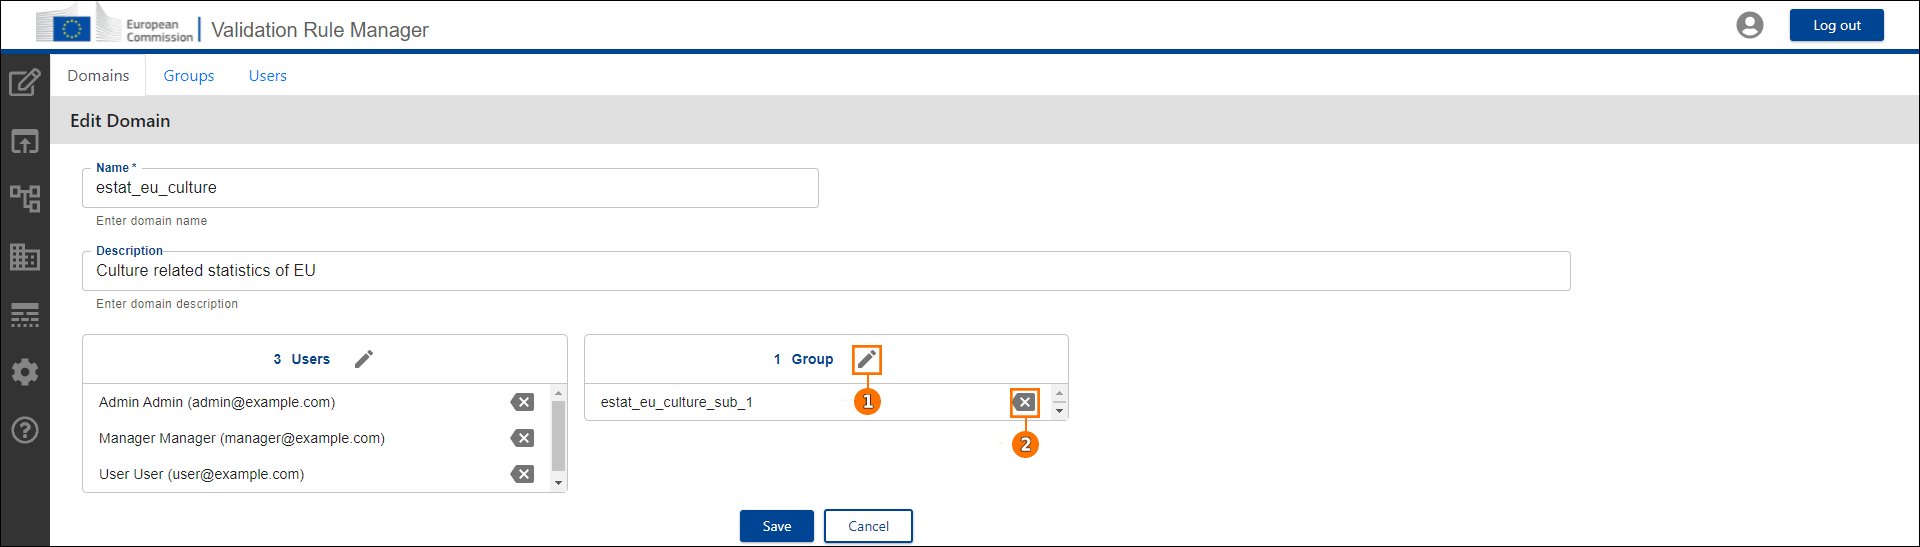 European
Commission
Validation Rule Manager
Log out
Domains
Groups
Users
Edit Domain
Name *
estat_eu_culture
Enter domain name
Description
Culture related statistics of EU
Enter domain description
3 Users
1 Group
Admin Admin (admin@example.com)
estat_eu_culture_sub_1
1
Manager Manager (manager@example.com)
2
User User (user@example.com)
Save
Cancel